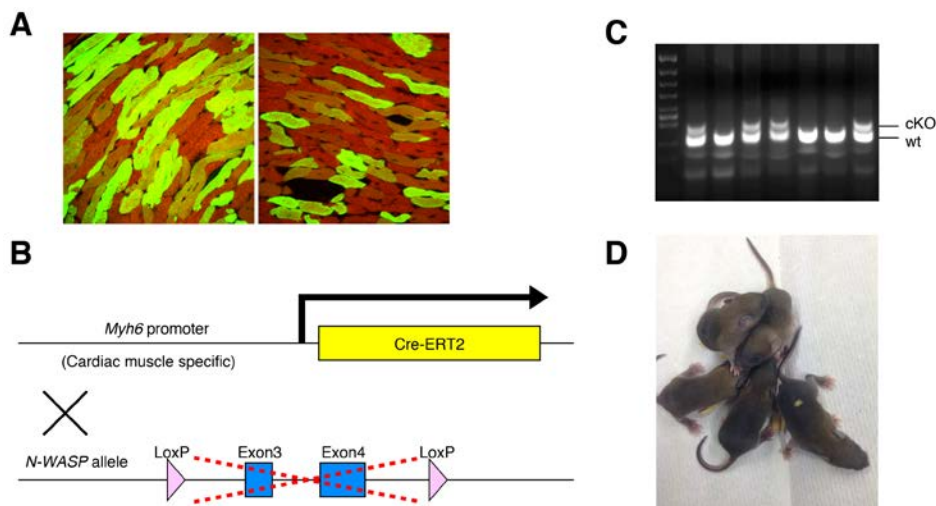 A
C
cKO
wt
B
Myh6 promoter
(Cardiac muscle specific)
Cre-ERT2
N-WASP allele
LoxP
Exon3
Exon4
LoxP
D